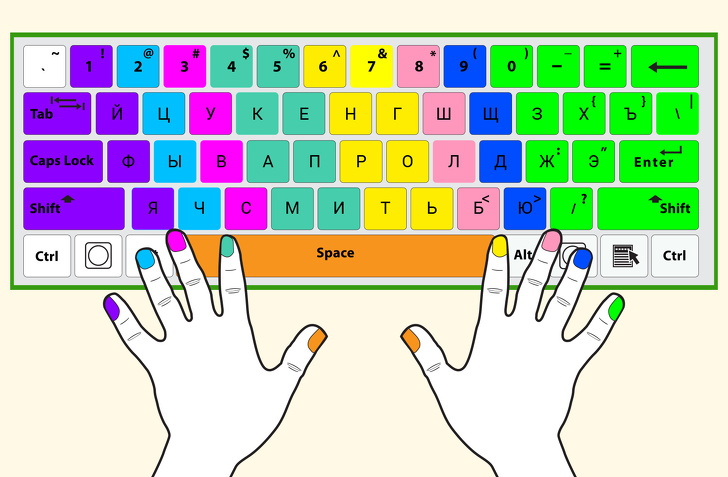 ~ ` ! 1 @ 2 # 3 $ 4 % 5 ^ 6 & 7 * 8 ( 9 ) 0 _ - + =
Tab Й Ц У К Е Н Г Ш Щ З Х { Ъ } \ |
Caps Lock Ф Ы В А П Р О Л Д Ж : Э " Enter
Shift Я Ч С М И Т Ь Б < Ю > / ? Shift
Ctrl Space Alt Ctrl